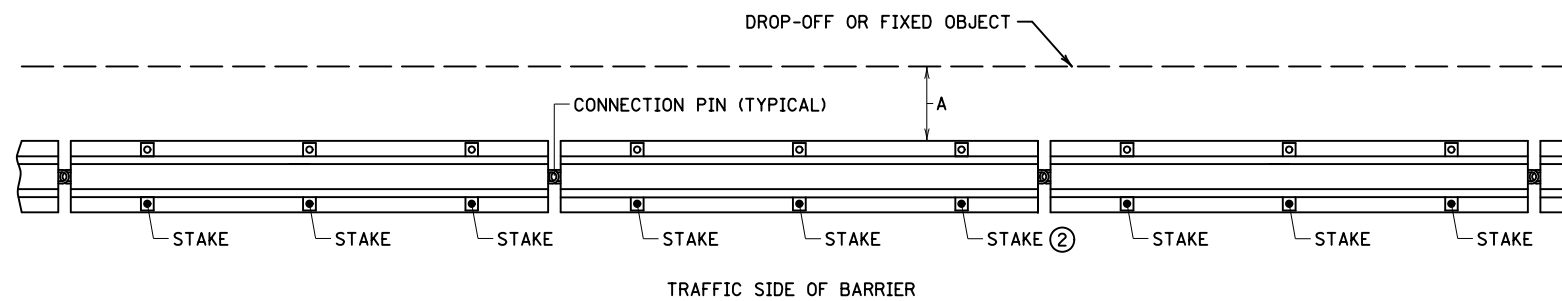 DROP-OFF OR FIXED OBJECT
A
CONNECTION PIN (TYPICAL)
STAKE STAKE STAKE STAKE STAKE STAKE ② STAKE STAKE STAKE
TRAFFIC SIDE OF BARRIER